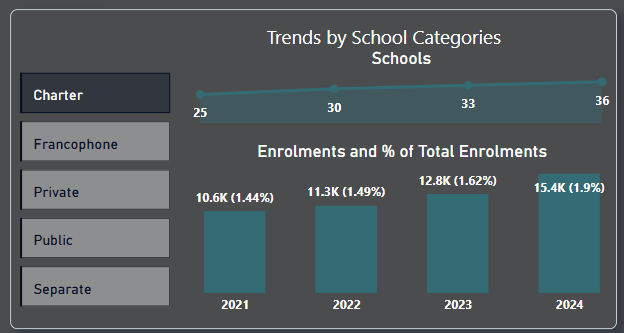 Trends by School Categories
Schools
Charter
Francophone
Private
Public
Separate
25
30
33
36
Enrolments and % of Total Enrolments
10.6K (1.44%)
11.3K (1.49%)
12.8K (1.62%)
15.4K (1.9%)
2021
2022
2023
2024